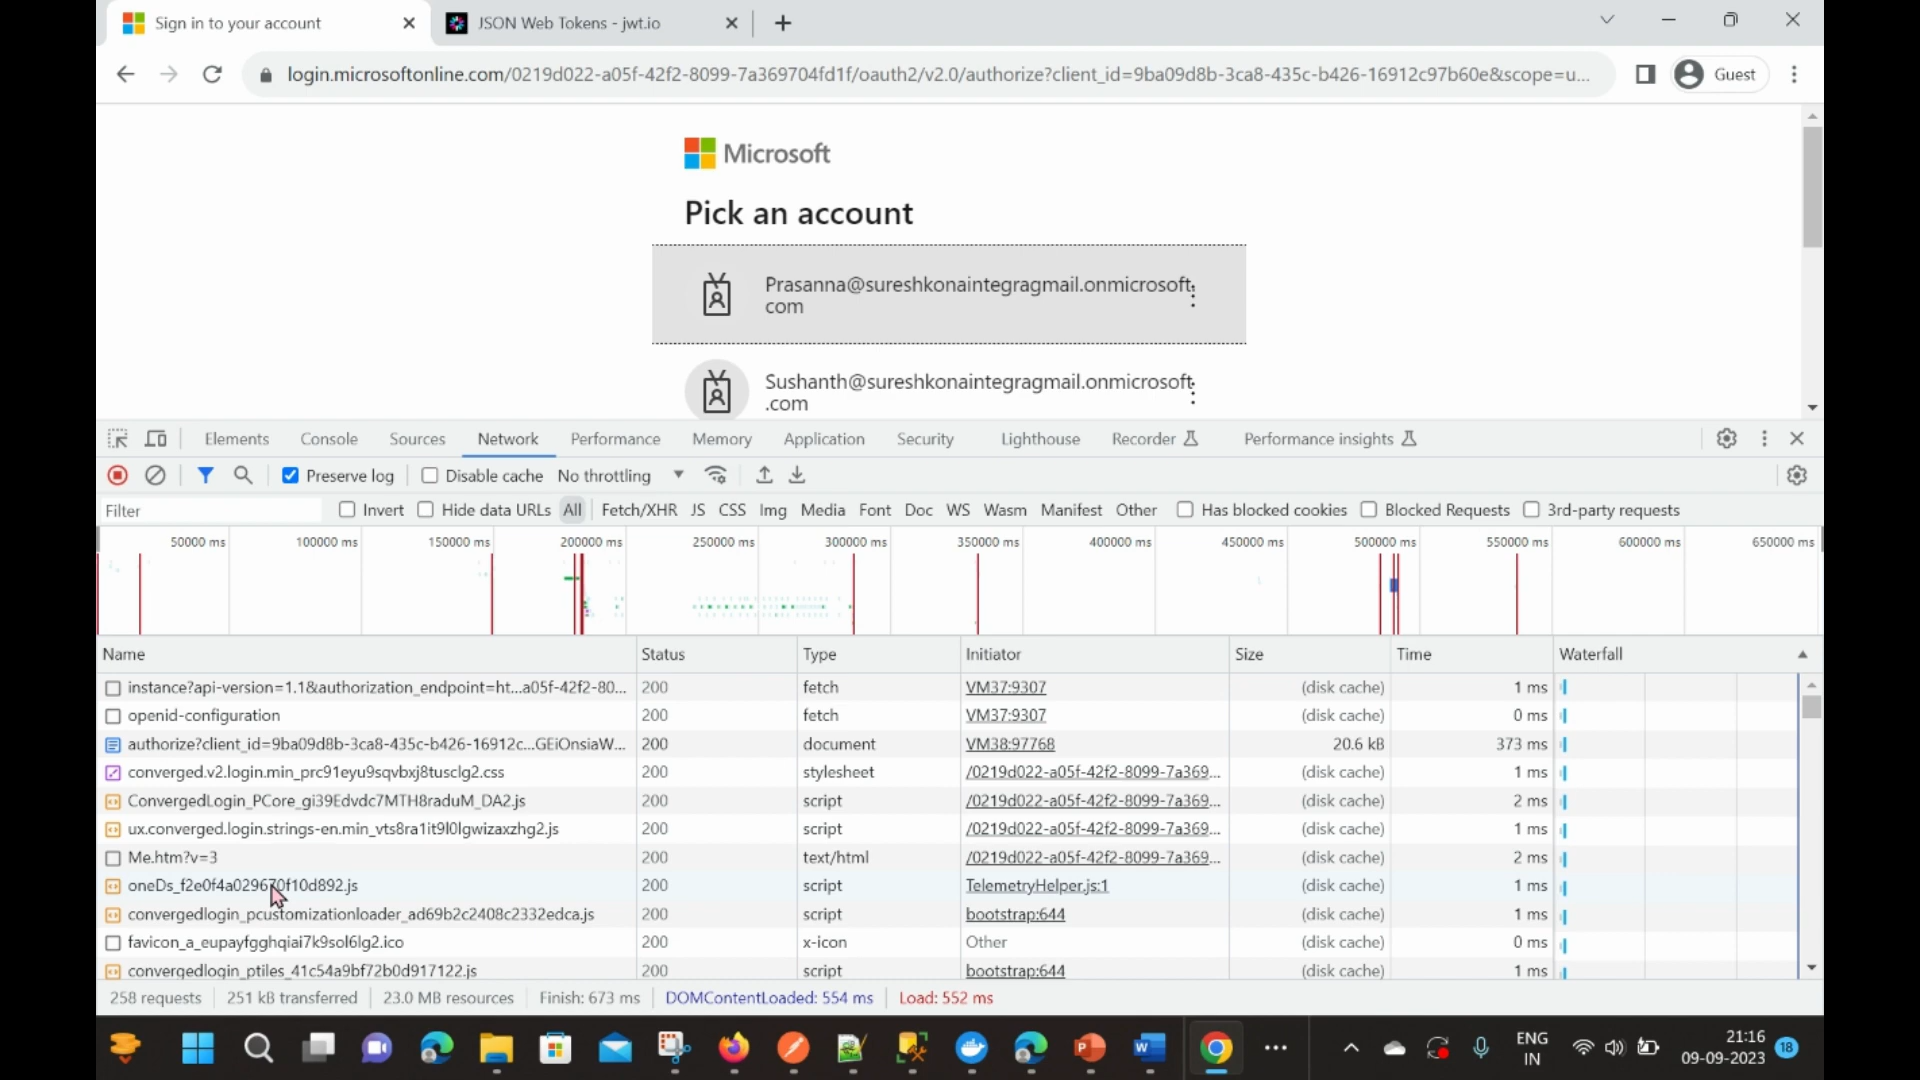 Sign in to your account
JSON Web Tokens - jwt.io
login.microsoftonline.com/0219d022-a05f-42f2-8099-7a369704fd1f/oauth2/v2.0/authorize?client_id=9ba09d8b-3ca8-435c-b426-16912c97b60e&scope=u...
Guest
Microsoft
Pick an account
Prasanna@sureshkonaintegragmail.onmicrosoft.
com
Sushanth@sureshkonaintegragmail.onmicrosoft
.com
Elements Console Sources Network Performance Memory Application Security Lighthouse Recorder Performance insights
Preserve log Disable cache No throttling
Filter Invert Hide data URLs All Fetch/XHR JS CSS Img Media Font Doc WS Wasm Manifest Other Has blocked cookies Blocked Requests 3rd-party requests
50000 ms 100000 ms 150000 ms 200000 ms 250000 ms 300000 ms 350000 ms 400000 ms 450000 ms 500000 ms 550000 ms 600000 ms 650000 ms
Name Status Type Initiator Size Time Waterfall
instance?api-version=1.1&authorization_endpoint=ht...a05f-42f2-80... 200 fetch VM37:9307 (disk cache) 1 ms
openid-configuration 200 fetch VM37:9307 (disk cache) 0 ms
authorize?client_id=9ba09d8b-3ca8-435c-b426-16912c...GEiOnsiaW... 200 document VM38:97768 20.6 kB 373 ms
converged.v2.login.min_prc91eyu9sqvbxj8tusclg2.css 200 stylesheet /0219d022-a05f-42f2-8099-7a369... (disk cache) 1 ms
ConvergedLogin_PCore_gi39Edvdc7MTH8raduM_DA2.js 200 script /0219d022-a05f-42f2-8099-7a369... (disk cache) 2 ms
ux.converged.login.strings-en.min_vts8ra1it9l0lgwizaxzhg2.js 200 script /0219d022-a05f-42f2-8099-7a369... (disk cache) 1 ms
Me.htm?v=3 200 text/html /0219d022-a05f-42f2-8099-7a369... (disk cache) 2 ms
oneDs_f2e0f4a029670f10d892.js 200 script TelemetryHelper.js:1 (disk cache) 1 ms
convergedlogin_pcustomizationloader_ad69b2c2408c2332edca.js 200 script bootstrap:644 (disk cache) 1 ms
favicon_a_eupayfgghqiai7k9sol6lg2.ico 200 x-icon Other (disk cache) 0 ms
convergedlogin_ptiles_41c54a9bf72b0d917122.js 200 script bootstrap:644 (disk cache) 1 ms
258 requests 251 kB transferred 23.0 MB resources Finish: 673 ms DOMContentLoaded: 554 ms Load: 552 ms
ENG
IN
21:16
09-09-2023
18